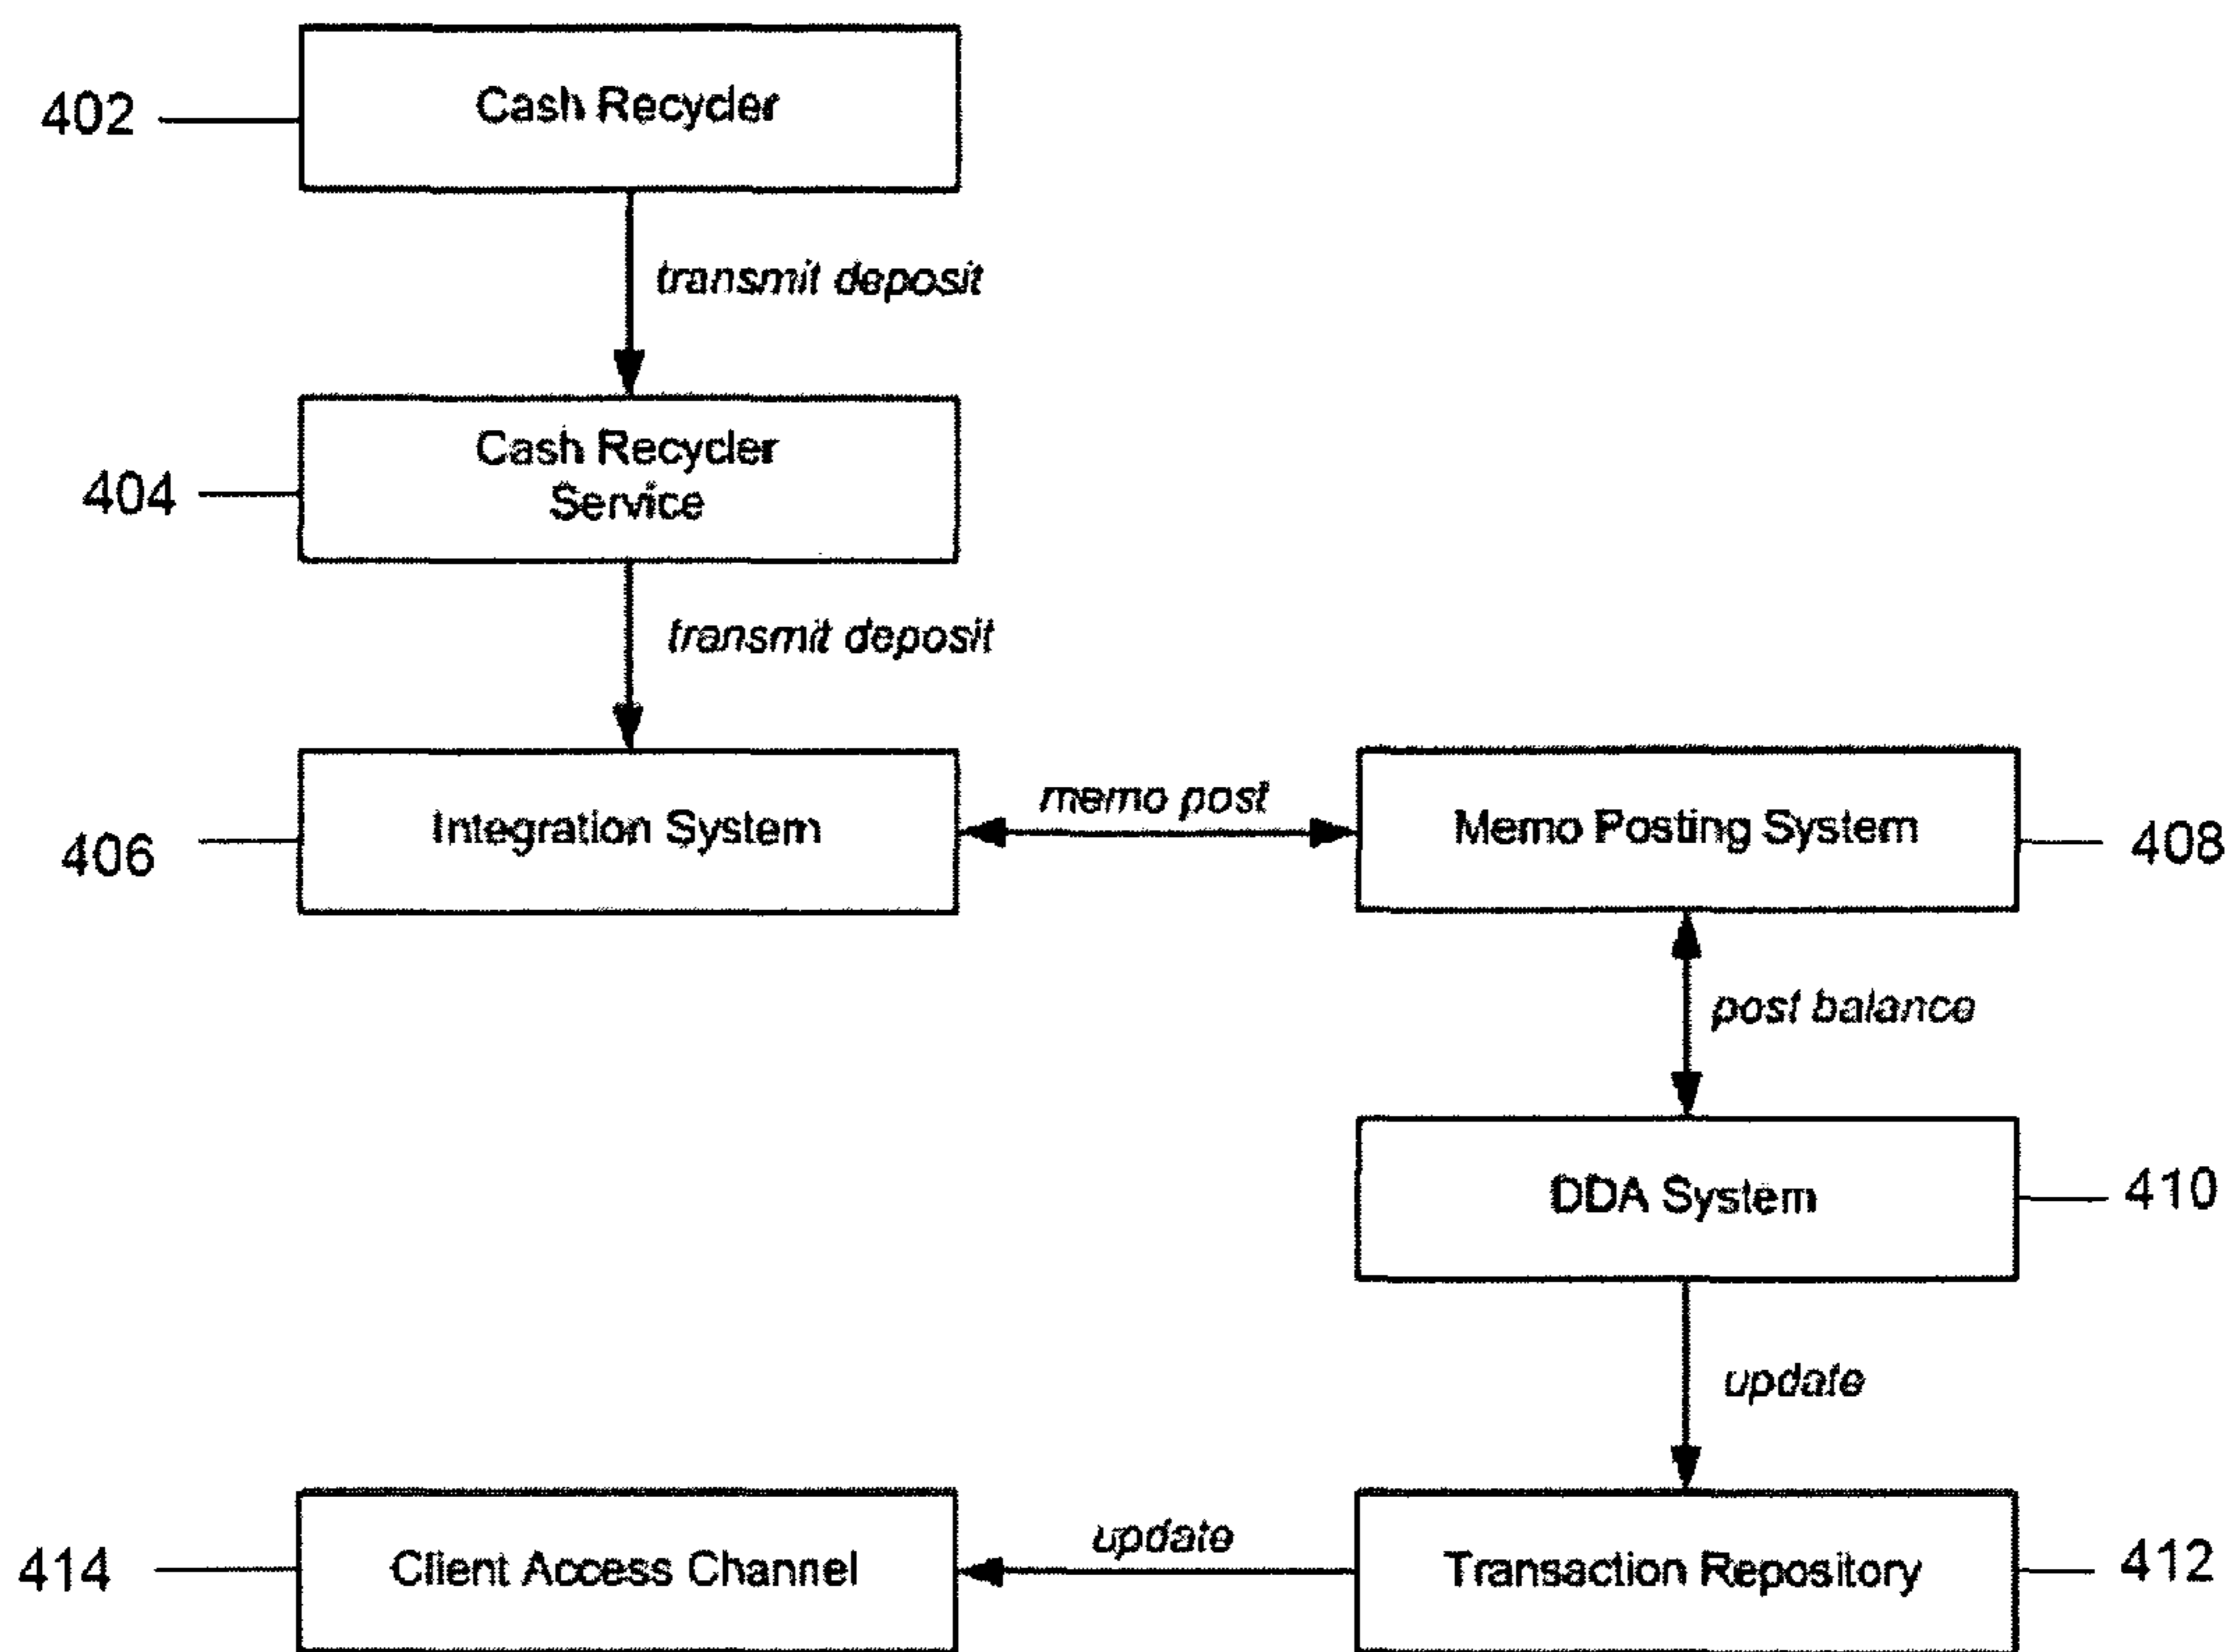 402
Cash Recycler
transmit deposit
404
Cash Recycler
Service
transmit deposit
406
Integration System
memo post
Memo Posting System
408
post balance
DDA System
410
update
414
Client Access Channel
update
Transaction Repository
412